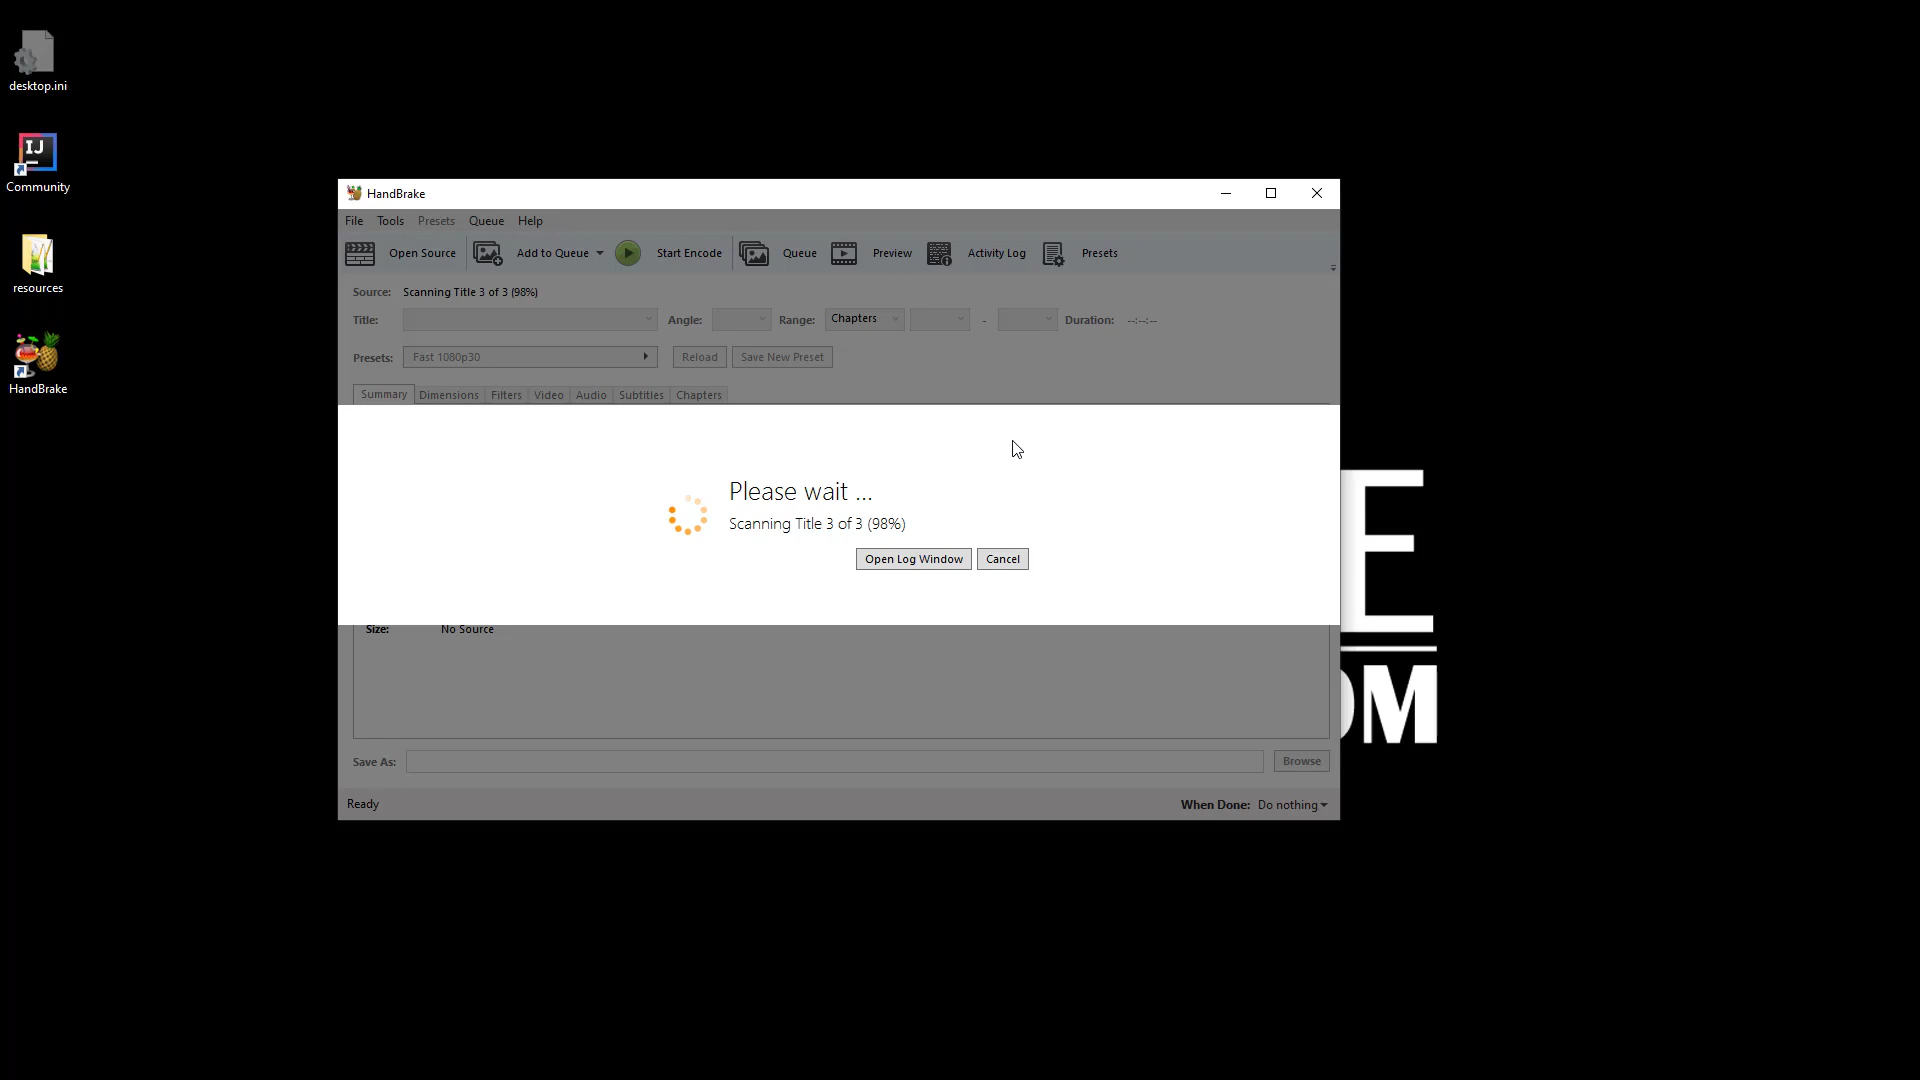 desktop.ini
IJ
Community
resources
HandBrake
HandBrake
File Tools Presets Queue Help
Open Source Add to Queue Start Encode Queue Preview Activity Log Presets
Source: Scanning Title 3 of 3 (98%)
Title: Angle: Range: Chapters - Duration: --:--:--
Presets: Fast 1080p30 Reload Save New Preset
Summary Dimensions Filters Video Audio Subtitles Chapters
Please wait ...
Scanning Title 3 of 3 (98%)
Open Log Window Cancel
Size: No Source
Save As: Browse
Ready When Done: Do nothing
E
OM